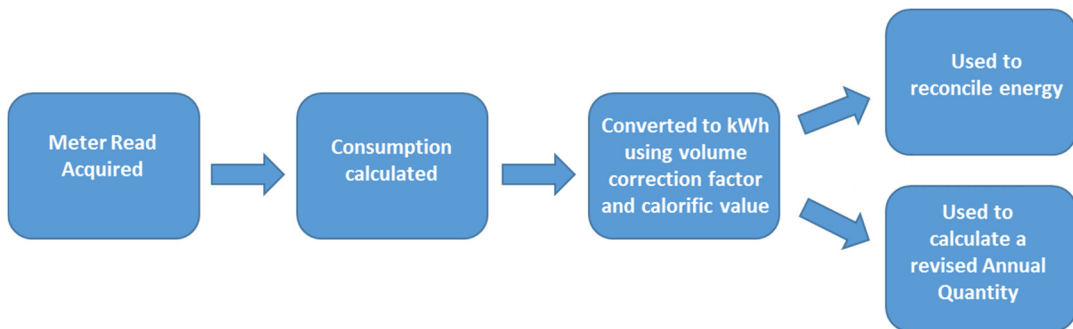 Meter Read
Acquired
Consumption
calculated
Converted to kWh
using volume
correction factor
and calorific value
Used to
reconcile energy
Used to
calculate a
revised Annual
Quantity